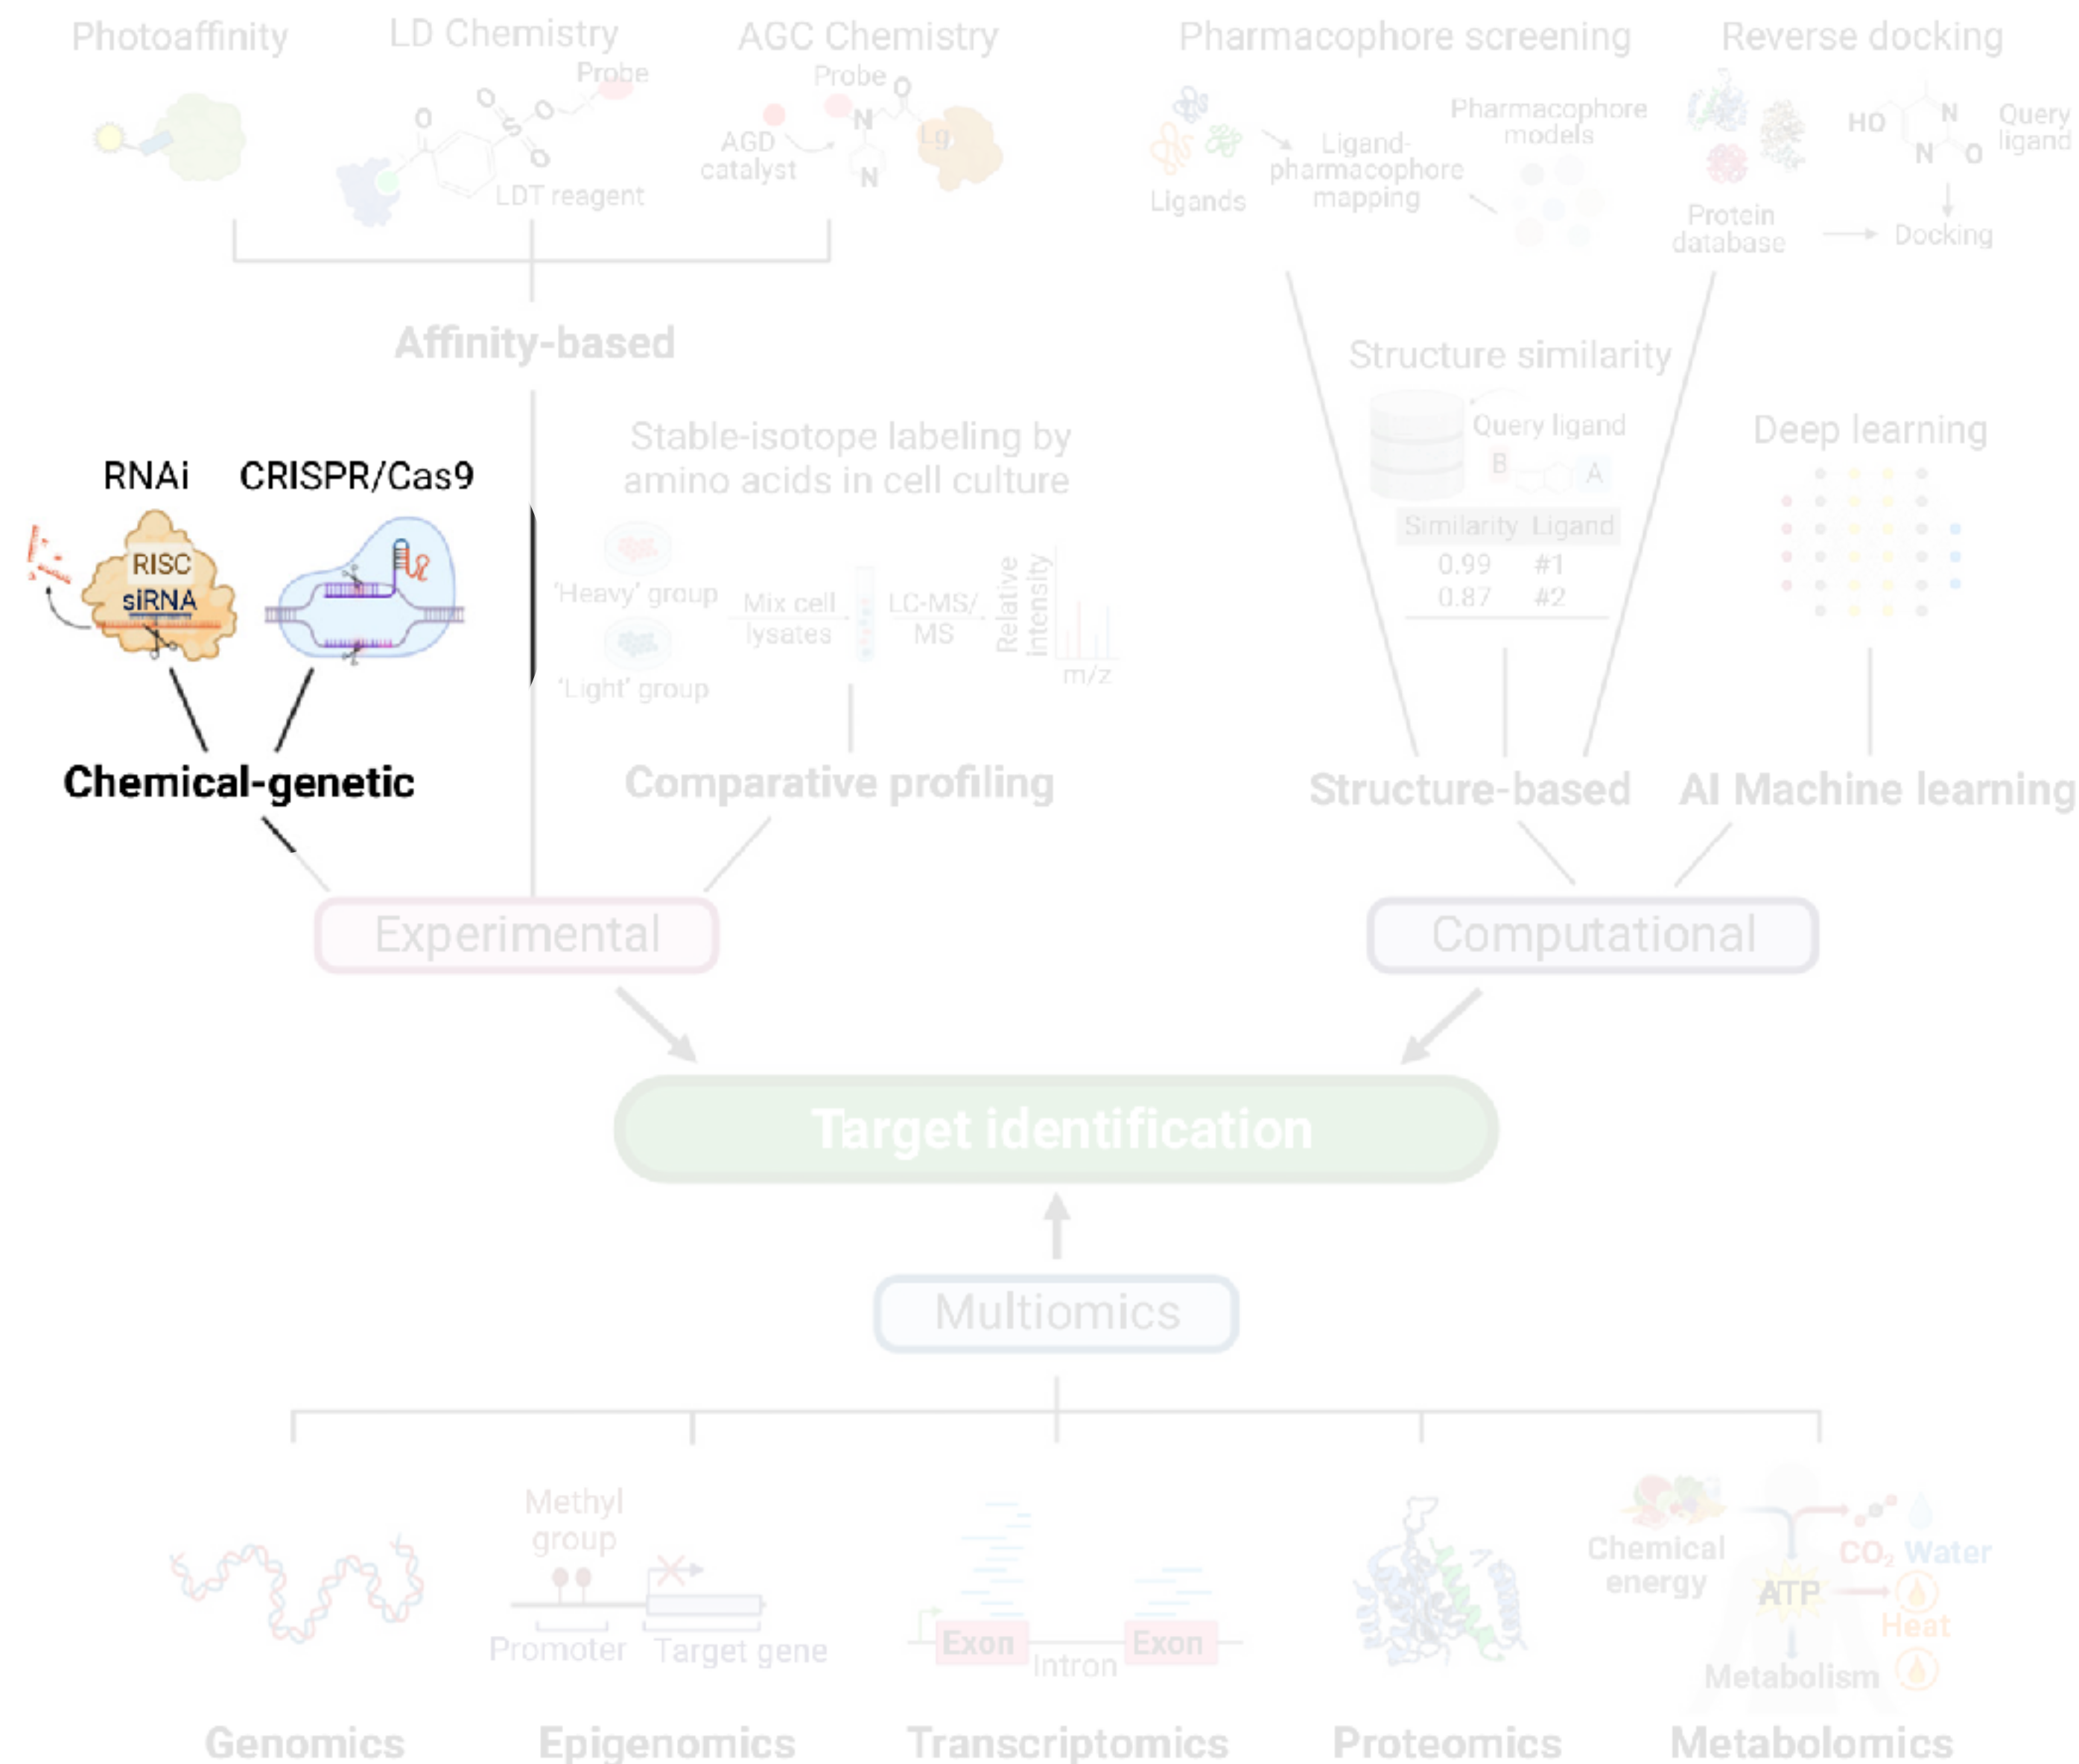 Photoaffinity
LD Chemistry
Probe
LDT reagent
AGC Chemistry
Probe
AGD
catalyst
Lg
O
N
N
O
O
S
O
O
Pharmacophore screening
Ligands
Ligand-
pharmacophore
mapping
Pharmacophore
models
Reverse docking
HO
N
N
O
Query
ligand
Protein
database
Docking
Affinity-based
RNAi
RISC
siRNA
CRISPR/Cas9
Chemical-genetic
Stable-isotope labeling by
amino acids in cell culture
'Heavy' group
'Light' group
Mix cell
lysates
LC-MS/
MS
Relative
intensity
m/z
Comparative profiling
Structure similarity
Query ligand
B
A
Similarity Ligand
0.99 #1
0.87 #2
Deep learning
Structure-based
AI Machine learning
Experimental
Computational
Target identification
Multiomics
Methyl
group
Promoter
Target gene
Exon
Intron
Exon
Chemical
energy
CO₂ Water
ATP
Heat
Metabolism
Genomics
Epigenomics
Transcriptomics
Proteomics
Metabolomics